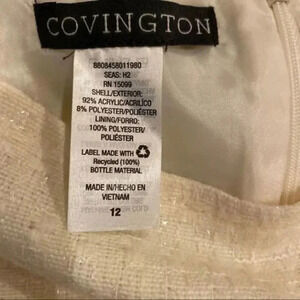 COVINGTON
8808458011980
SEAS: H2
RN 15099
SHELL/EXTERIOR:
92% ACRYLIC/ACRÍLICO
8% POLYESTER/POLIÉSTER
LINING/FORRO:
100% POLYESTER/
POLIÉSTER
LABEL MADE WITH
Recycled (100%)
BOTTLE MATERIAL
MADE IN/HECHO EN
VIETNAM
12